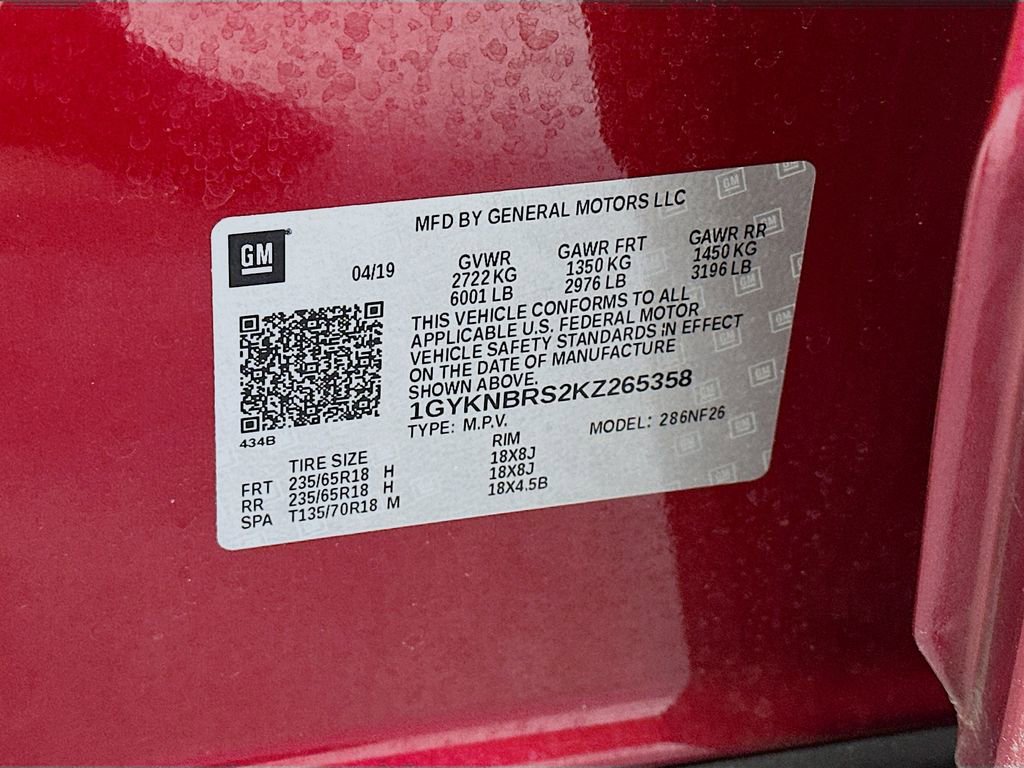 MFD BY GENERAL MOTORS LLC
GM
®
04/19
GVWR
2722 KG
6001 LB
GAWR FRT
1350 KG
2976 LB
GAWR RR
1450 KG
3196 LB
THIS VEHICLE CONFORMS TO ALL
APPLICABLE U.S. FEDERAL MOTOR
VEHICLE SAFETY STANDARDS IN EFFECT
ON THE DATE OF MANUFACTURE
SHOWN ABOVE.
1GYKNBRS2KZ265358
TYPE: M.P.V.
MODEL: 286NF26
434B
TIRE SIZE
RIM
FRT 235/65R18 H 18X8J
RR 235/65R18 H 18X8J
SPA T135/70R18 M 18X4.5B